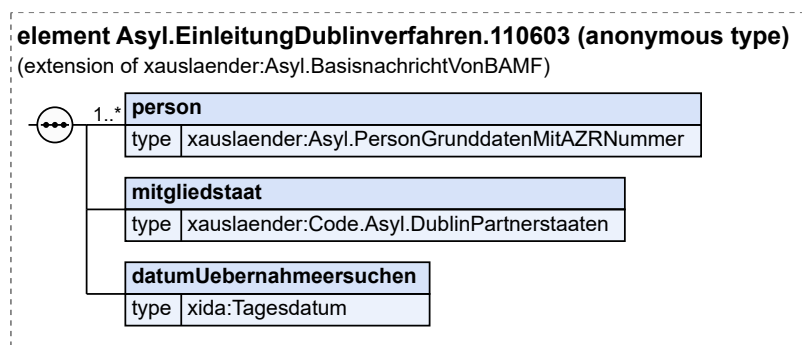 element Asyl.EinleitungDublinverfahren.110603 (anonymous type)
(extension of xauslaender:Asyl.BasisnachrichtVonBAMF)
1..* person
type xauslaender:Asyl.PersonGrunddatenMitAZRNummer
mitgliedstaat
type xauslaender:Code.Asyl.DublinPartnerstaaten
datumUebernahmeersuchen
type xida:Tagesdatum